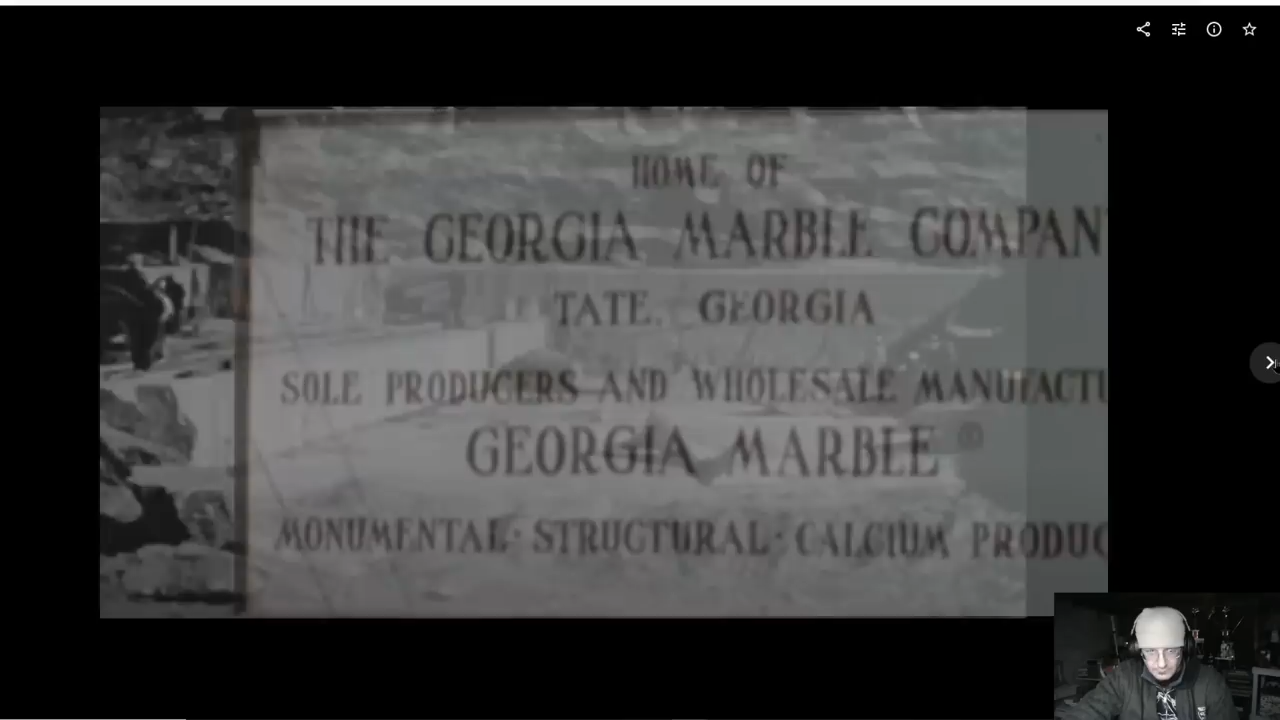 HOME OF
THE GEORGIA MARBLE COMPAN
TATE, GEORGIA
SOLE PRODUCERS AND WHOLESALE MANUFACTU
GEORGIA MARBLE ®
MONUMENTAL · STRUCTURAL · CALCIUM PRODUC